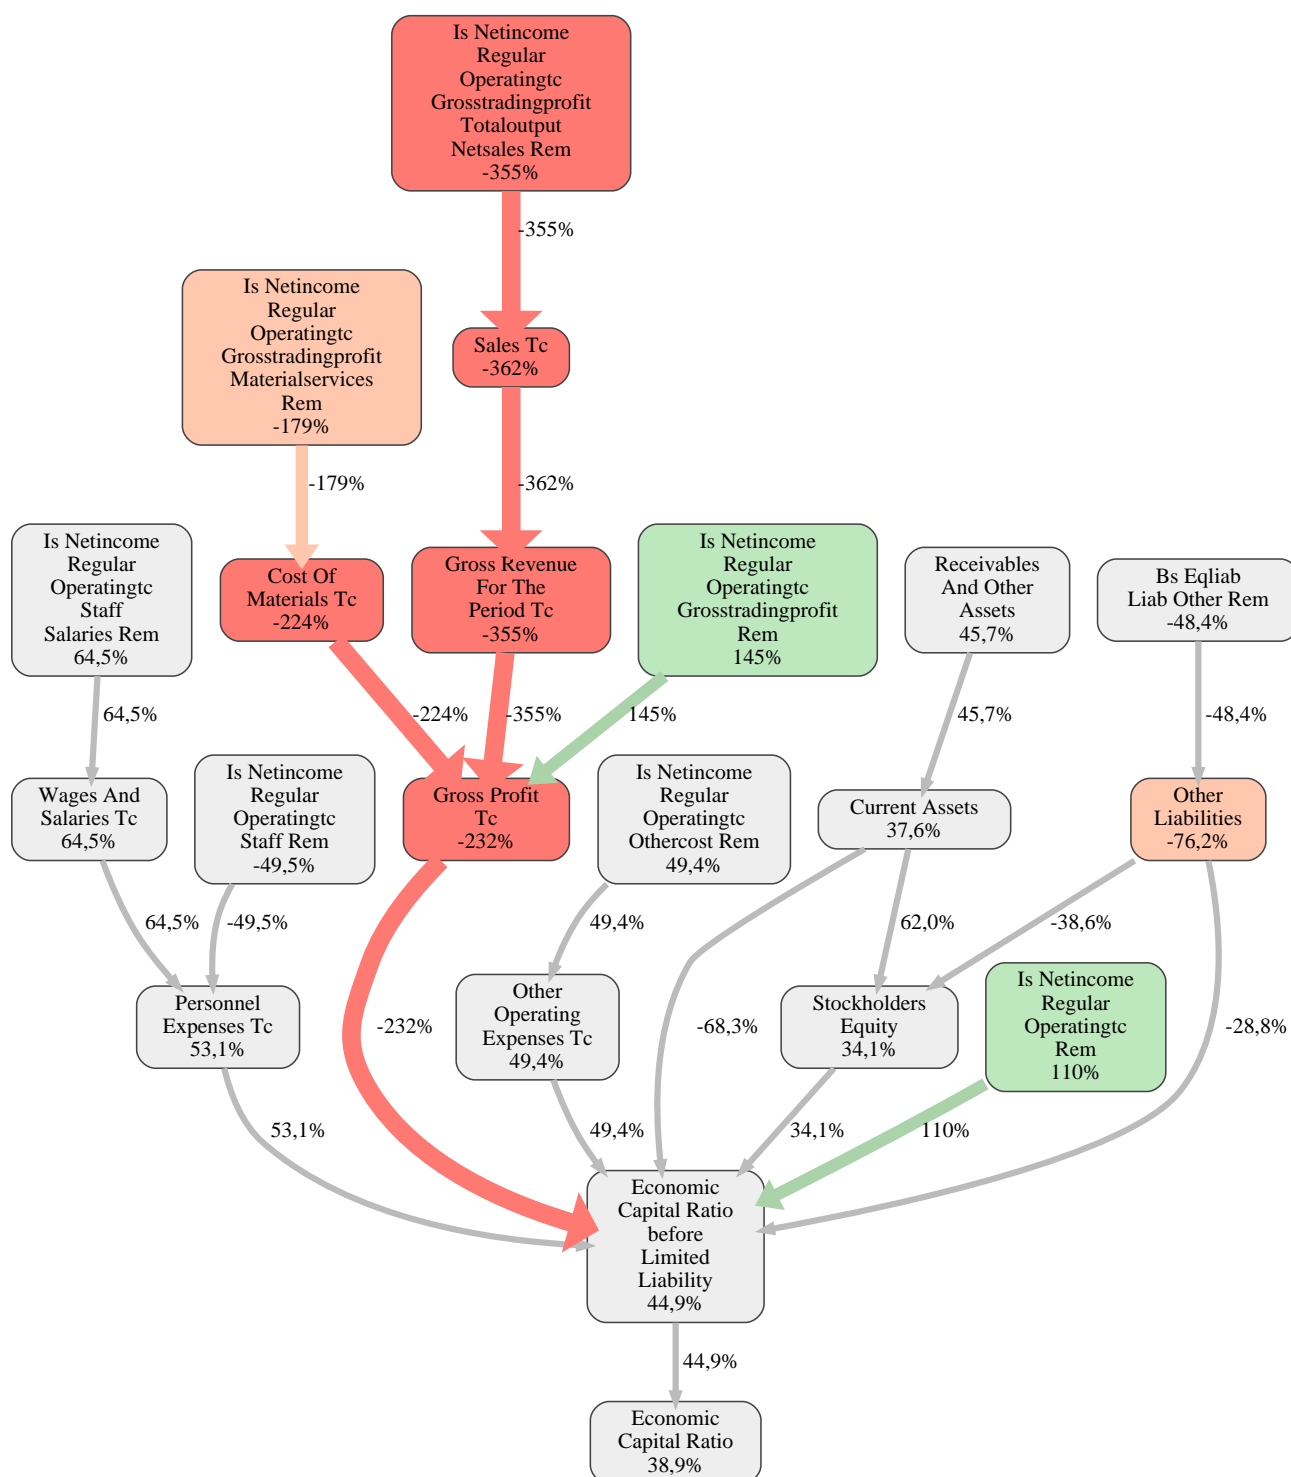 Is Netincome
Regular
Operatingtc
Grosstradingprofit
Totaloutput
Netsales Rem
-355%
-355%
Is Netincome
Regular
Operatingtc
Grosstradingprofit
Materialservices
Rem
-179%
Sales Tc
-362%
-179%
-362%
Is Netincome
Regular
Operatingtc
Staff
Salaries Rem
64,5%
Cost Of
Materials Tc
-224%
Gross Revenue
For The
Period Tc
-355%
Is Netincome
Regular
Operatingtc
Grosstradingprofit
Rem
145%
Receivables
And Other
Assets
45,7%
Bs Eqliab
Liab Other Rem
-48,4%
64,5%
-224%
-355%
145%
45,7%
-48,4%
Wages And
Salaries Tc
64,5%
Is Netincome
Regular
Operatingtc
Staff Rem
-49,5%
Gross Profit
Tc
-232%
Is Netincome
Regular
Operatingtc
Othercost Rem
49,4%
Current Assets
37,6%
Other
Liabilities
-76,2%
64,5%
-49,5%
49,4%
62,0%
-38,6%
Personnel
Expenses Tc
53,1%
-232%
Other
Operating
Expenses Tc
49,4%
-68,3%
Stockholders
Equity
34,1%
Is Netincome
Regular
Operatingtc
Rem
110%
-28,8%
53,1%
49,4%
34,1%
110%
Economic
Capital Ratio
before
Limited
Liability
44,9%
44,9%
Economic
Capital Ratio
38,9%